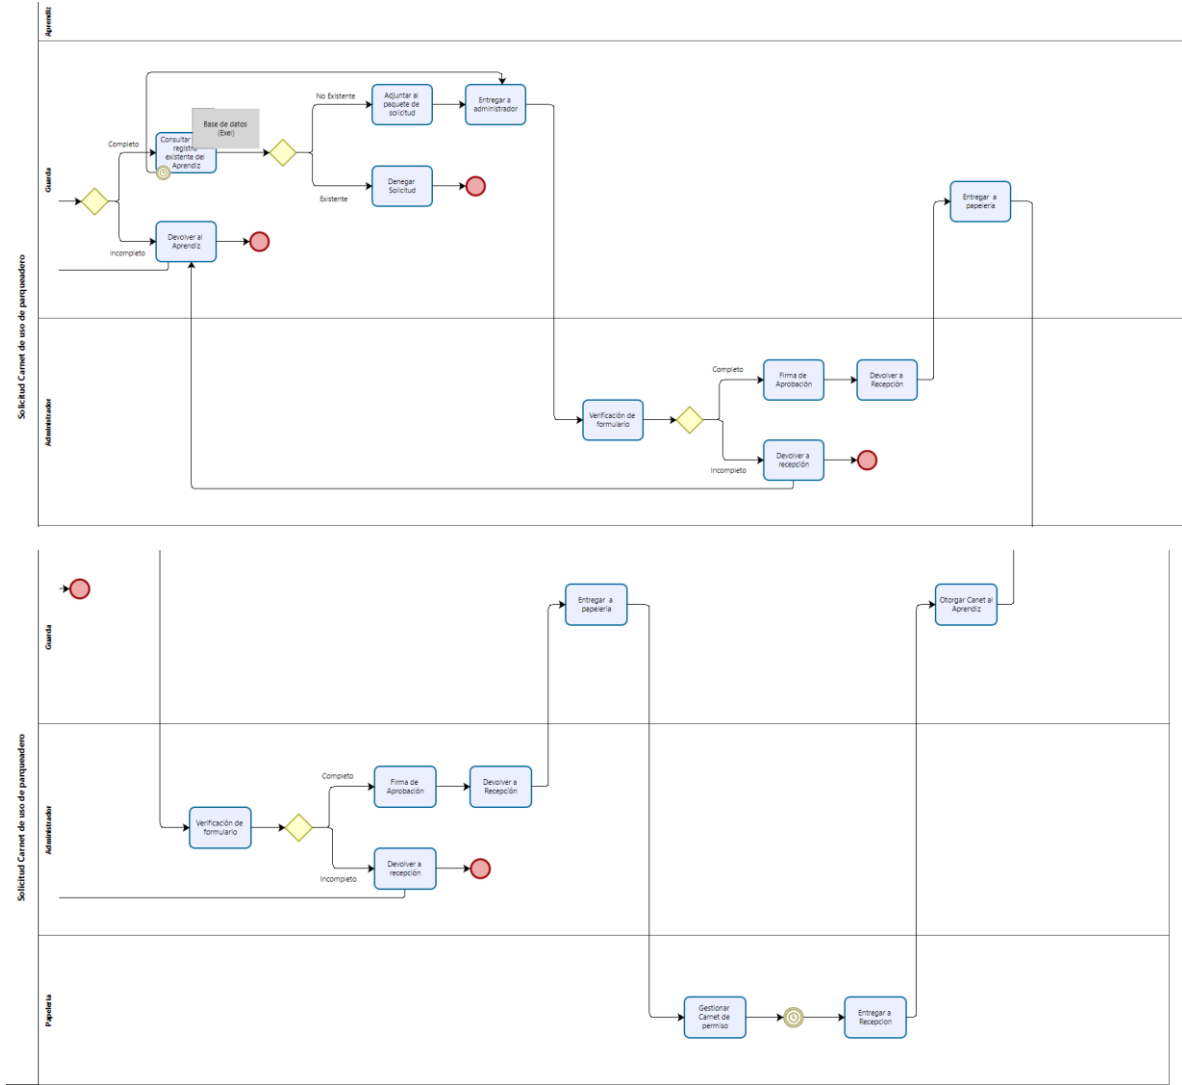 Solicitud Carnet de uso de parqueadero
Aprendiz
Guarda
Completo
Incompleto
Consultar
registro
existente del
Aprendiz
Base de datos
(Exel)
Devolver al
Aprendiz
No Existente
Existente
Adjuntar al
paquete de
solicitud
Denegar
Solicitud
Entregar a
administrador
Entregar a
papelería
Administrador
Verificación de
formulario
Completo
Incompleto
Firma de
Aprobación
Devolver a
Recepción
Devolver a
recepción
Solicitud Carnet de uso de parqueadero
Guarda
Entregar a
papelería
Otorgar Canet al
Aprendiz
Administrador
Verificación de
formulario
Completo
Incompleto
Firma de
Aprobación
Devolver a
Recepción
Devolver a
recepción
Papelería
Gestionar
Carnet de
permiso
Entregar a
Recepcion